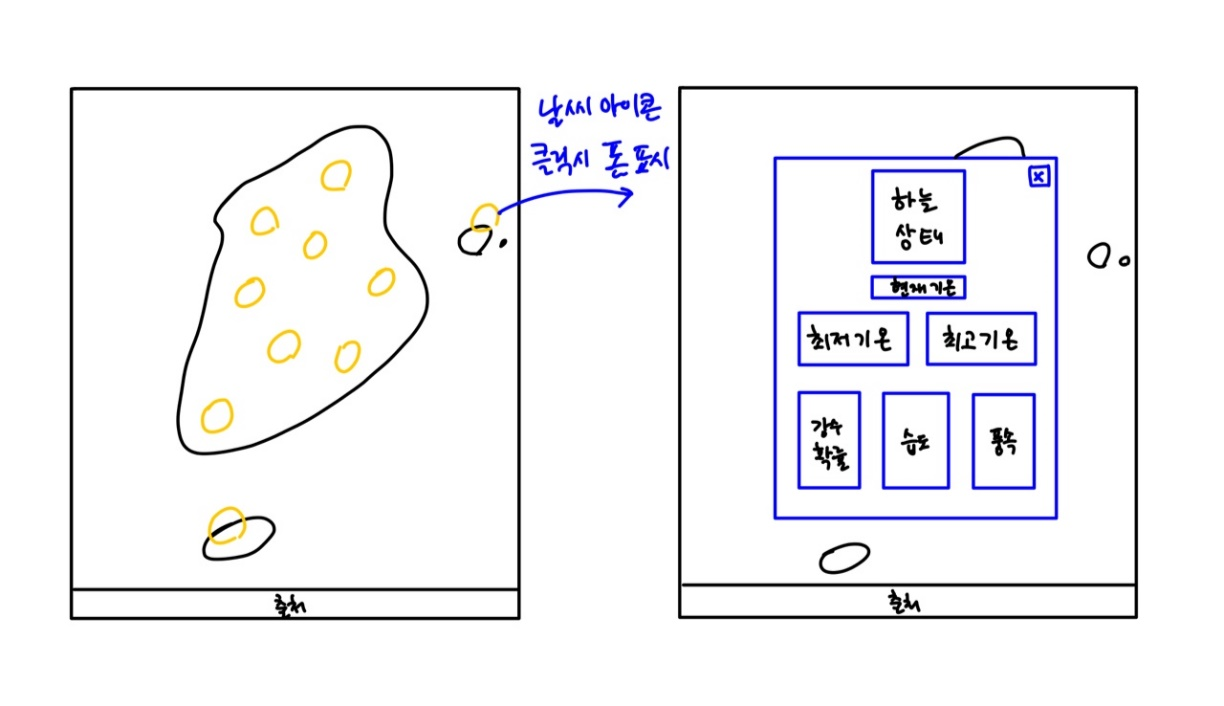 날씨 아이콘
클릭시 폰 표시
출처
x
하늘
상태
현재기온
최저기온
최고기온
강수
확률
습도
풍속
출처